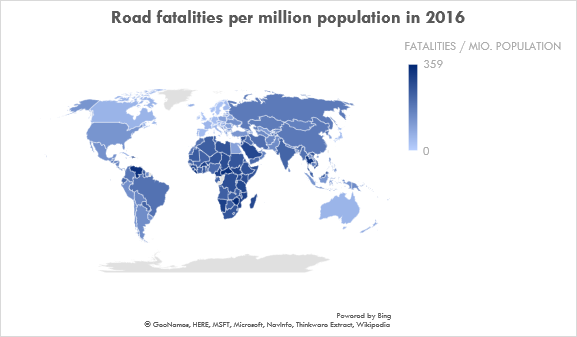 Road fatalities per million population in 2016
FATALITIES / MIO. POPULATION
359
0
Powered by Bing
© GeoNames, HERE, MSFT, Microsoft, NavInfo, Thinkware Extract, Wikipedia